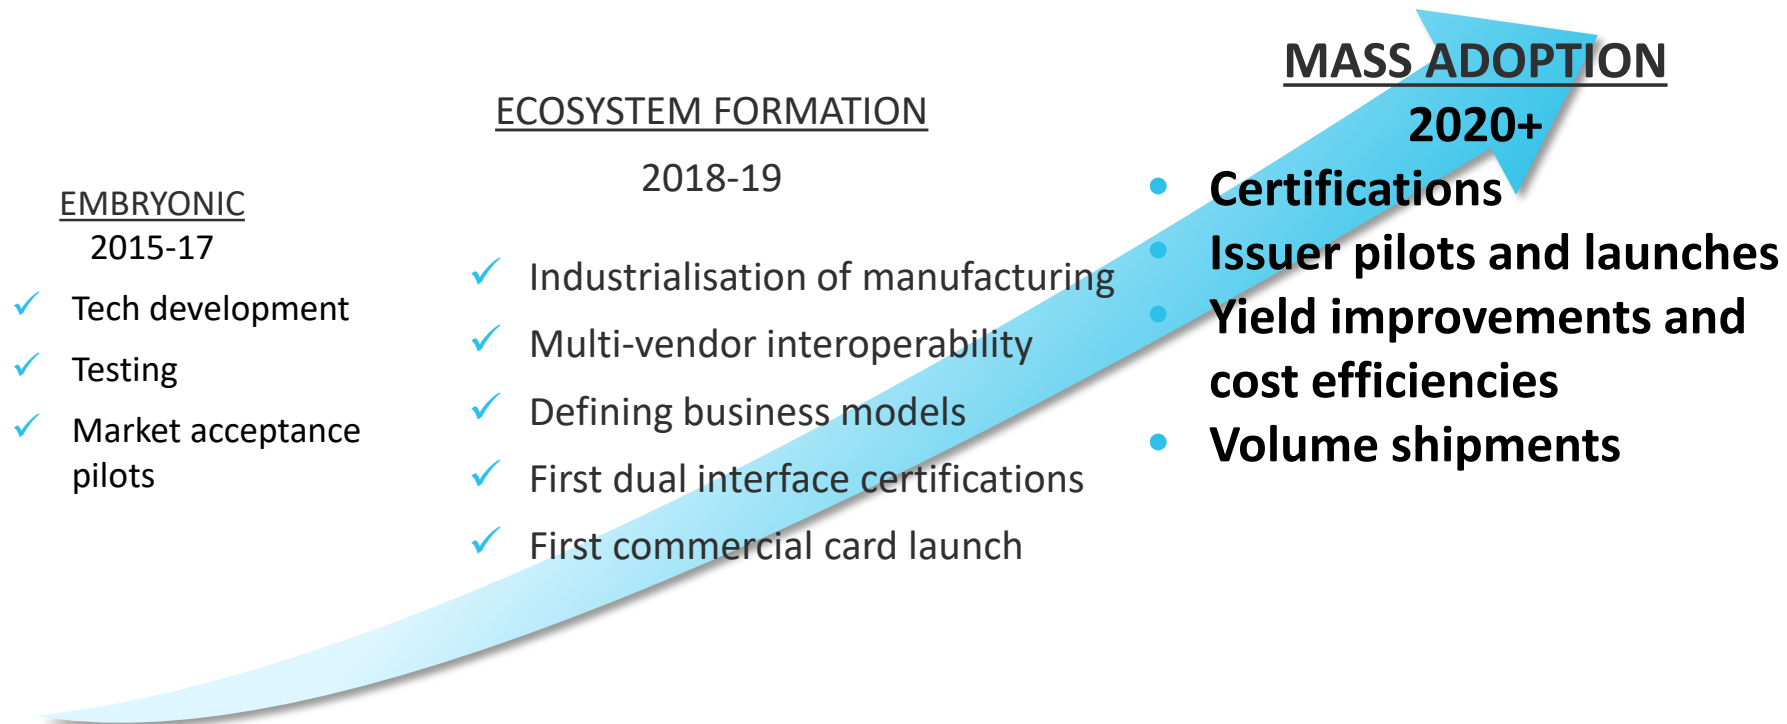 EMBRYONIC
2015-17
Tech development
Testing
Market acceptance
pilots
ECOSYSTEM FORMATION
2018-19
Industrialisation of manufacturing
Multi-vendor interoperability
Defining business models
First dual interface certifications
First commercial card launch
MASS ADOPTION
2020+
Certifications
Issuer pilots and launches
Yield improvements and
cost efficiencies
Volume shipments